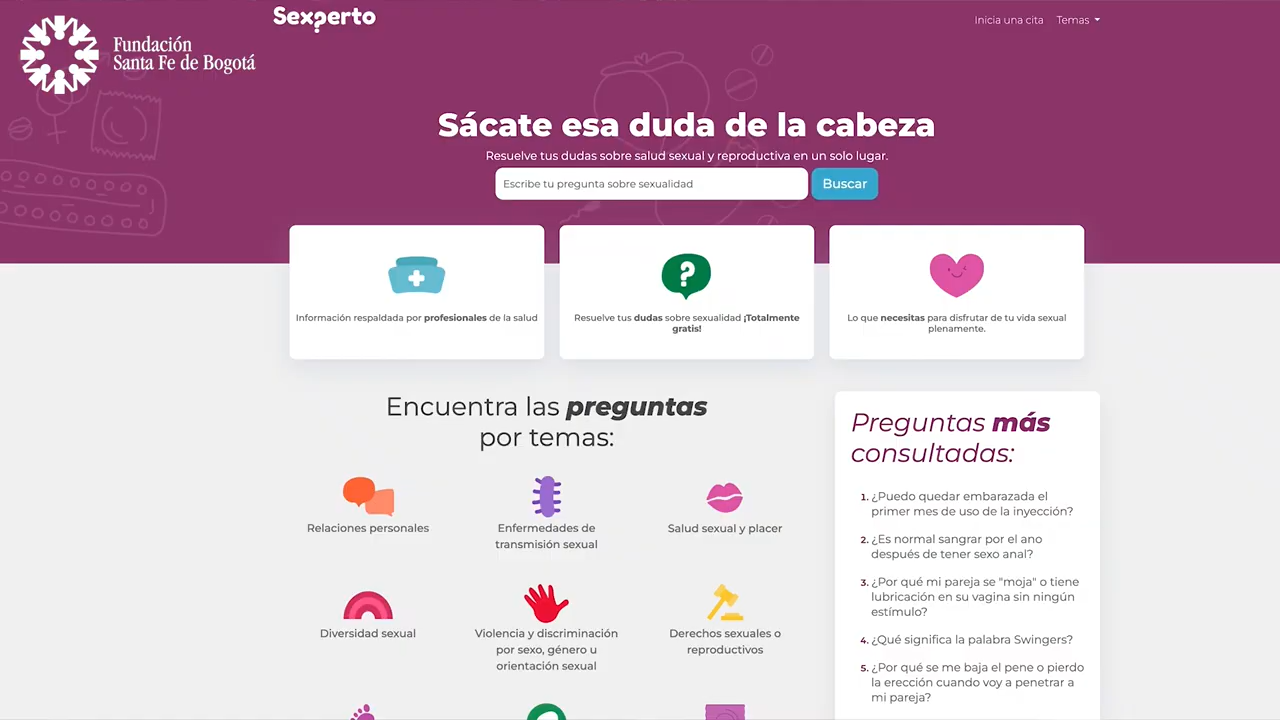 Sexperto
Inicia una cita
Temas
Fundación
Santa Fe de Bogotá
Sácate esa duda de la cabeza
Resuelve tus dudas sobre salud sexual y reproductiva en un solo lugar.
Escribe tu pregunta sobre sexualidad
Buscar
Información respaldada por profesionales de la salud
Resuelve tus dudas sobre sexualidad ¡Totalmente
gratis!
Lo que necesitas para disfrutar de tu vida sexual
plenamente.
Encuentra las preguntas
por temas:
Relaciones personales
Enfermedades de
transmisión sexual
Salud sexual y placer
Diversidad sexual
Violencia y discriminación
por sexo, género u
orientación sexual
Derechos sexuales o
reproductivos
Preguntas más
consultadas:
1. ¿Puedo quedar embarazada el
primer mes de uso de la inyección?
2. ¿Es normal sangrar por el ano
después de tener sexo anal?
3. ¿Por qué mi pareja se "moja" o tiene
lubricación en su vagina sin ningún
estímulo?
4. ¿Qué significa la palabra Swingers?
5. ¿Por qué se me baja el pene o pierdo
la erección cuando voy a penetrar a
mi pareja?